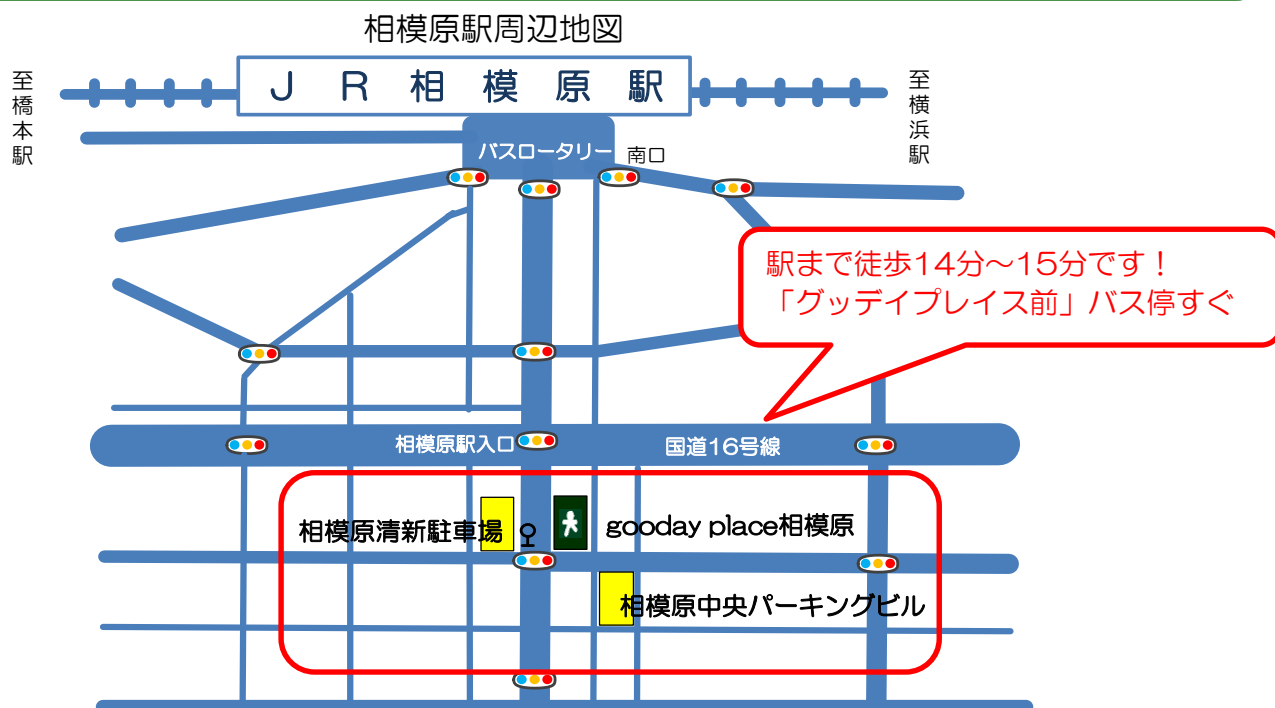 相模原駅周辺地図
JR相模原駅
至橋本駅
至横浜駅
バスロータリー
南口
駅まで徒歩14分~15分です!
「グッデイプレイス前」バス停すぐ
相模原駅入口
国道16号線
相模原清新駐車場
gooday place相模原
相模原中央パーキングビル